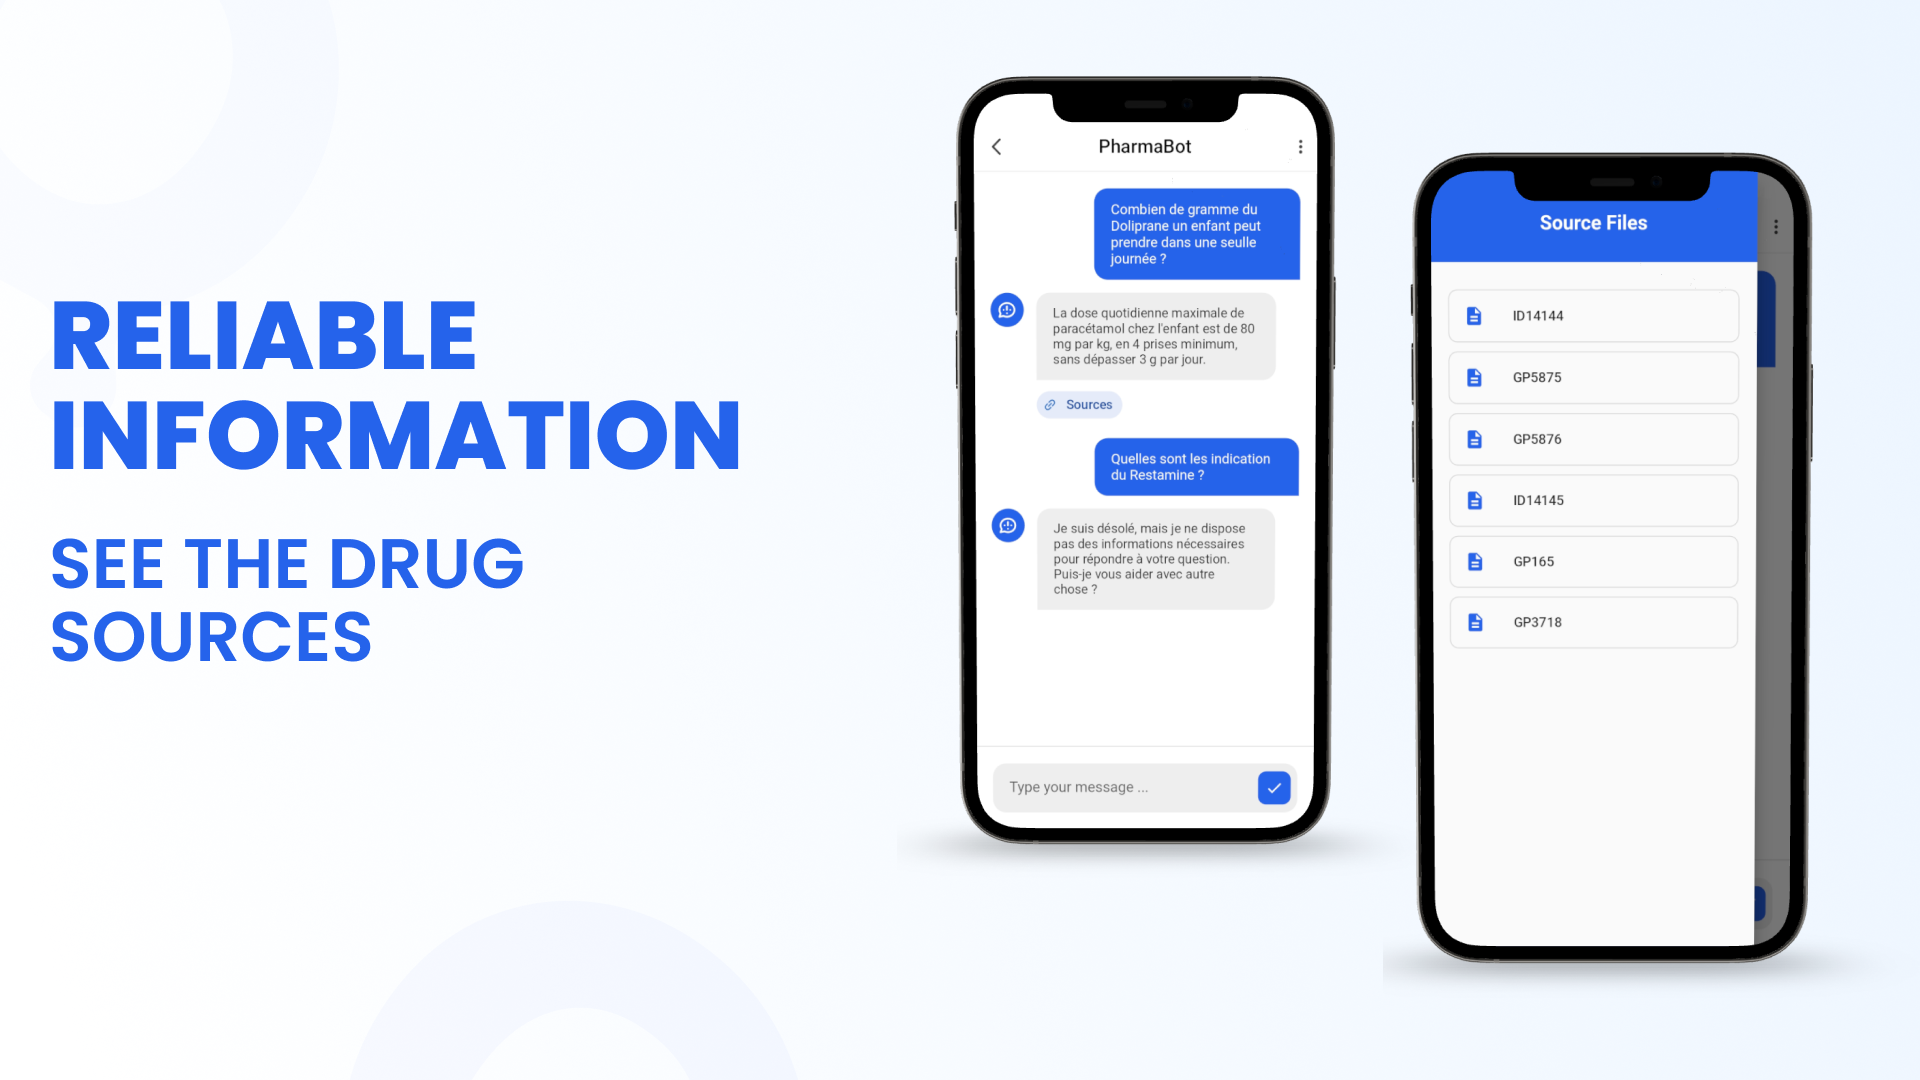 RELIABLE
INFORMATION
SEE THE DRUG
SOURCES
PharmaBot
Combien de gramme du
Doliprane un enfant peut
prendre dans une seulle
journée ?
La dose quotidienne maximale de
paracétamol chez l'enfant est de 80
mg par kg, en 4 prises minimum,
sans dépasser 3 g par jour.
Sources
Quelles sont les indication
du Restamine ?
Je suis désolé, mais je ne dispose
pas des informations nécessaires
pour répondre à votre question.
Puis-je vous aider avec autre
chose ?
Type your message ...
Source Files
ID14144
GP5875
GP5876
ID14145
GP165
GP3718